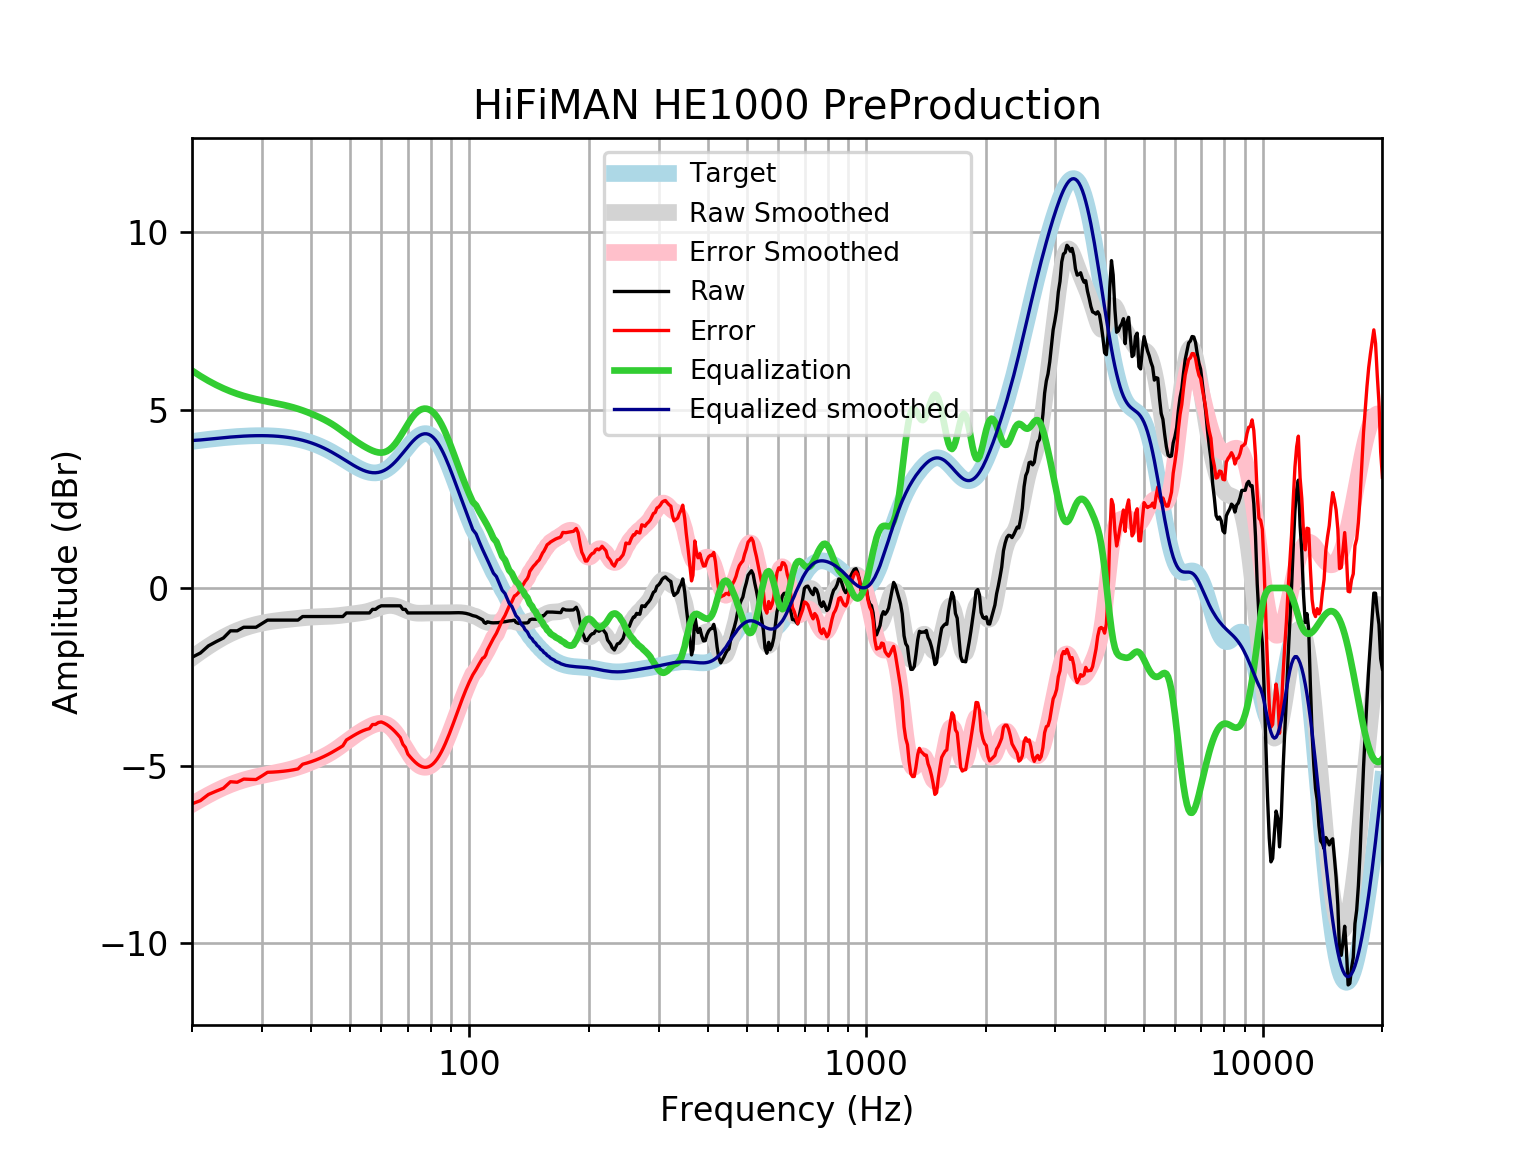 HiFiMAN HE1000 PreProduction
Target
Raw Smoothed
Error Smoothed
Raw
Error
Equalization
Equalized smoothed
10
5
0
−5
−10
Amplitude (dBr)
100 1000 10000
Frequency (Hz)